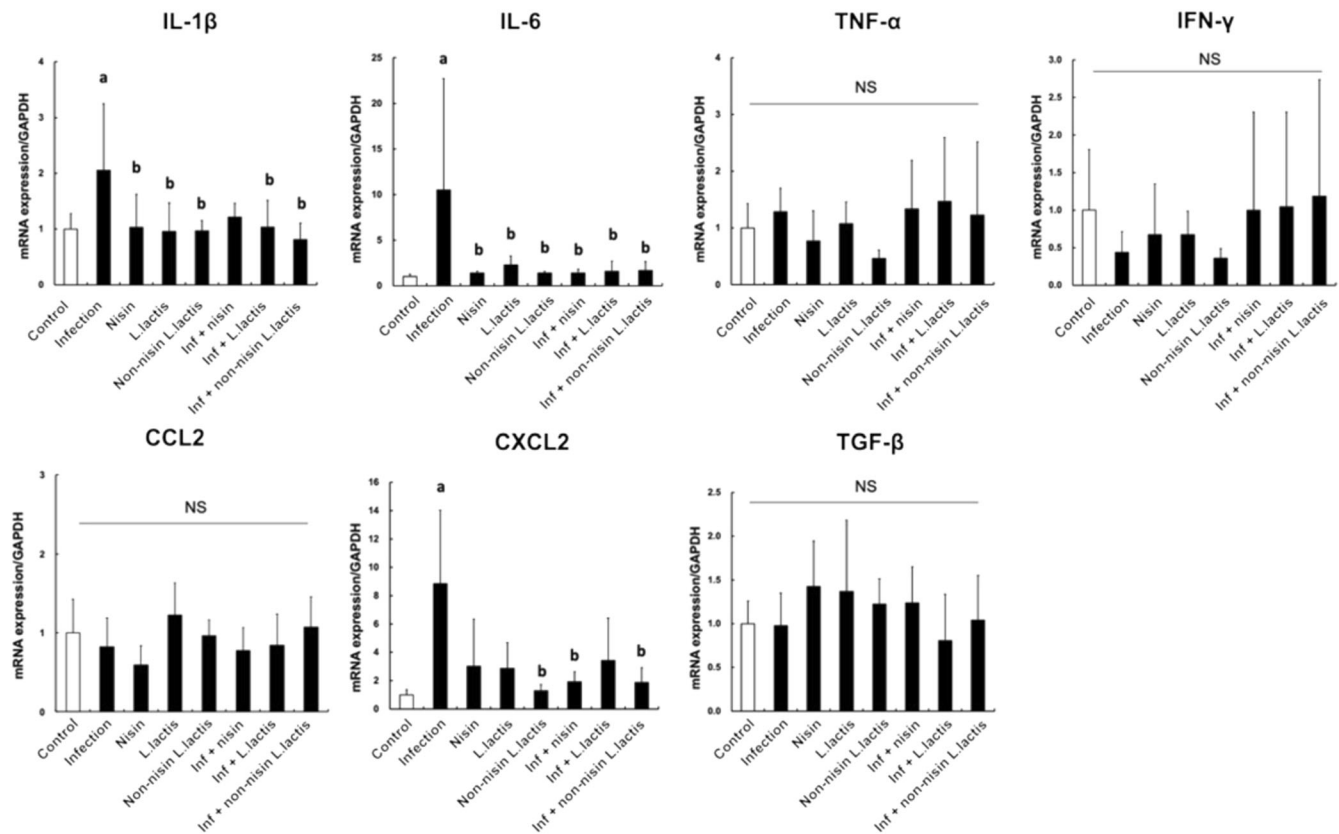 IL-1β
mRNA expression/GAPDH
4
3
2
1
0
a
b
b
b
b
b
Control
Infection
Nisin
L.lactis
Non-nisin L.lactis
Inf + nisin
Inf + L.lactis
Inf + non-nisin L.lactis
IL-6
mRNA expression/GAPDH
25
20
15
10
5
0
a
b
b
b
b
b
b
Control
Infection
Nisin
L.lactis
Non-nisin L.lactis
Inf + nisin
Inf + L.lactis
Inf + non-nisin L.lactis
TNF-α
mRNA expression/GAPDH
4
3
2
1
0
NS
Control
Infection
Nisin
L.lactis
Non-nisin L.lactis
Inf + nisin
Inf + L.lactis
Inf + non-nisin L.lactis
IFN-γ
mRNA expression/GAPDH
3.0
2.5
2.0
1.5
1.0
0.5
0.0
NS
Control
Infection
Nisin
L.lactis
Non-nisin L.lactis
Inf + nisin
Inf + L.lactis
Inf + non-nisin L.lactis
CCL2
mRNA expression/GAPDH
3
2
1
0
NS
Control
Infection
Nisin
L.lactis
Non-nisin L.lactis
Inf + nisin
Inf + L.lactis
Inf + non-nisin L.lactis
CXCL2
mRNA expression/GAPDH
16
14
12
10
8
6
4
2
0
a
b
b
b
Control
Infection
Nisin
L.lactis
Non-nisin L.lactis
Inf + nisin
Inf + L.lactis
Inf + non-nisin L.lactis
TGF-β
mRNA expression/GAPDH
2.5
2.0
1.5
1.0
0.5
0.0
NS
Control
Infection
Nisin
L.lactis
Non-nisin L.lactis
Inf + nisin
Inf + L.lactis
Inf + non-nisin L.lactis